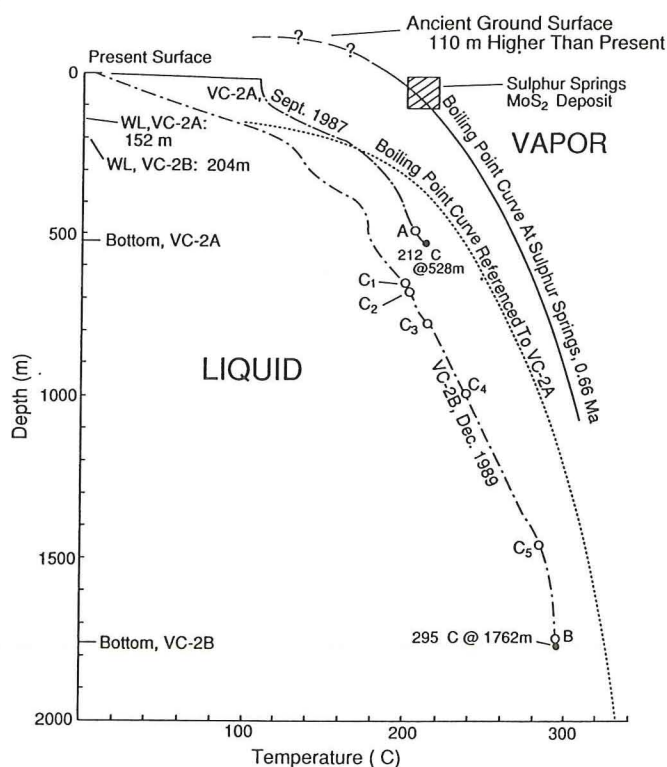 Ancient Ground Surface
110 m Higher Than Present
?
?
Present Surface
0
VC-2A, Sept. 1987
Sulphur Springs
MoS2 Deposit
WL, VC-2A:
152 m
WL, VC-2B: 204m
VAPOR
Boiling Point Curve At Sulphur Springs, 0.66 Ma
Boiling Point Curve Referenced To VC-2A
500
Bottom, VC-2A
A
212 C
@528m
C1
C2
C3
LIQUID
C4
1000
VC-2B, Dec. 1989
Depth (m)
C5
1500
B
295 C @ 1762m
Bottom, VC-2B
2000
100
200
300
Temperature ( C)